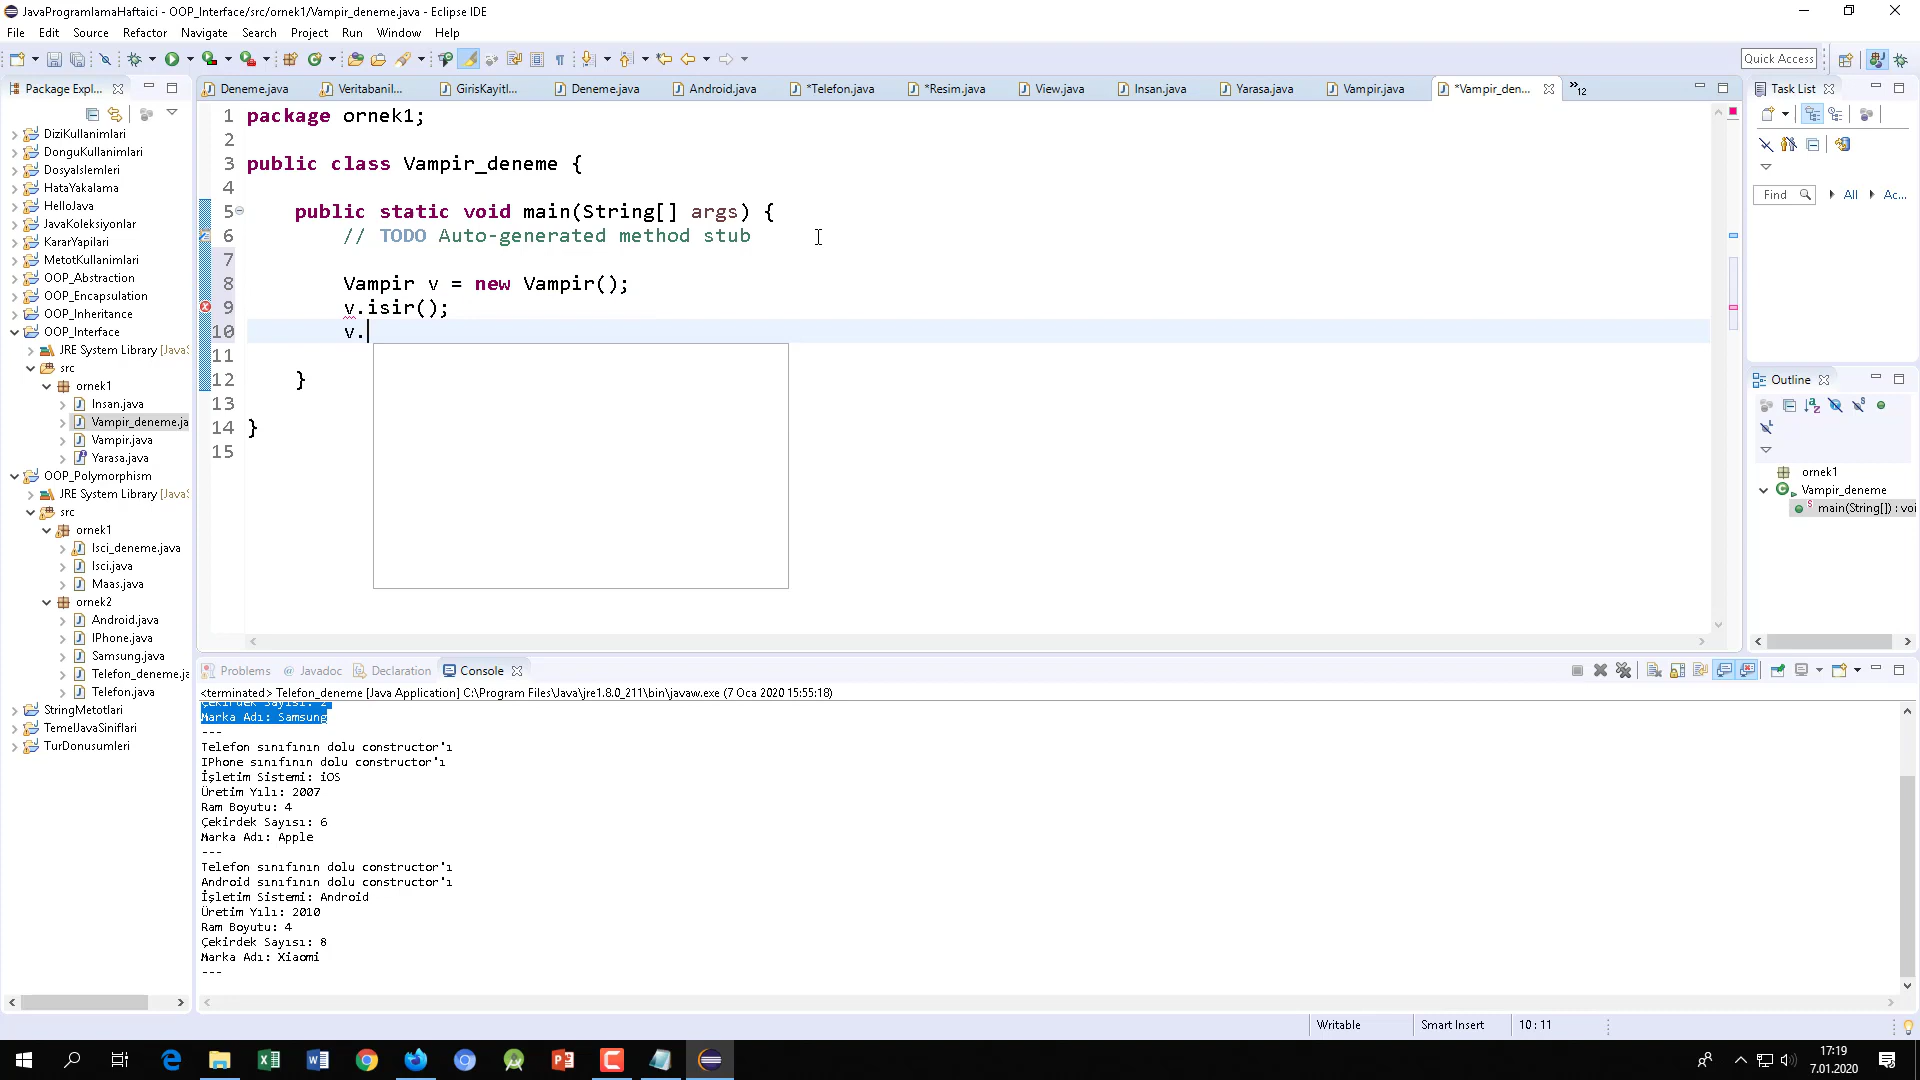 JavaProgramlamaHaftaici - OOP_Interface/src/ornek1/Vampir_deneme.java - Eclipse IDE
File Edit Source Refactor Navigate Search Project Run Window Help
Quick Access
Package Expl...
Deneme.java Veritabanil... GirisKayitl... Deneme.java Android.java *Telefon.java *Resim.java View.java Insan.java Yarasa.java Vampir.java *Vampir_den... »12
Task List
DiziKullanimlari
DonguKullanimlari
DosyaIslemleri
HataYakalama
HelloJava
JavaKoleksiyonlar
KararYapilari
MetotKullanimlari
OOP_Abstraction
OOP_Encapsulation
OOP_Inheritance
OOP_Interface
JRE System Library [JavaS
src
ornek1
Insan.java
Vampir_deneme.ja
Vampir.java
Yarasa.java
OOP_Polymorphism
JRE System Library [JavaS
src
ornek1
Isci_deneme.java
Isci.java
Maas.java
ornek2
Android.java
IPhone.java
Samsung.java
Telefon_deneme.ja
Telefon.java
StringMetotlari
TemelJavaSiniflari
TurDonusumleri
1 package ornek1;
2
3 public class Vampir_deneme {
4
5 public static void main(String[] args) {
6 // TODO Auto-generated method stub
7
8 Vampir v = new Vampir();
9 v.isir();
10 v.
11
12 }
13
14 }
15
Find All Ac...
Outline
ornek1
Vampir_deneme
main(String[]) : voi
Problems @ Javadoc Declaration Console
<terminated> Telefon_deneme [Java Application] C:\Program Files\Java\jre1.8.0_211\bin\javaw.exe (7 Oca 2020 15:55:18)
Çekirdek Sayısı: 2
Marka Adı: Samsung
---
Telefon sınıfının dolu constructor'ı
IPhone sınıfının dolu constructor'ı
İşletim Sistemi: iOS
Üretim Yılı: 2007
Ram Boyutu: 4
Çekirdek Sayısı: 6
Marka Adı: Apple
---
Telefon sınıfının dolu constructor'ı
Android sınıfının dolu constructor'ı
İşletim Sistemi: Android
Üretim Yılı: 2010
Ram Boyutu: 4
Çekirdek Sayısı: 8
Marka Adı: Xiaomi
---
Writable Smart Insert 10 : 11
17:19
7.01.2020